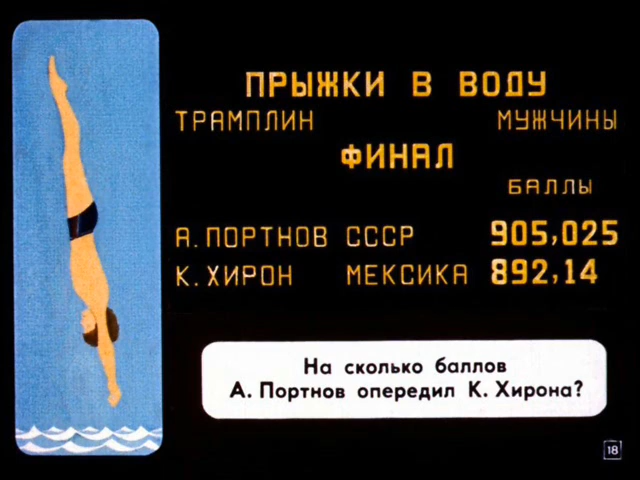 ПРЫЖКИ В ВОДУ
ТРАМПЛИН МУЖЧИНЫ
ФИНАЛ
БАЛЛЫ
А. ПОРТНОВ СССР 905,025
К. ХИРОН МЕКСИКА 892,14
На сколько баллов
А. Портнов опередил К. Хирона?
18